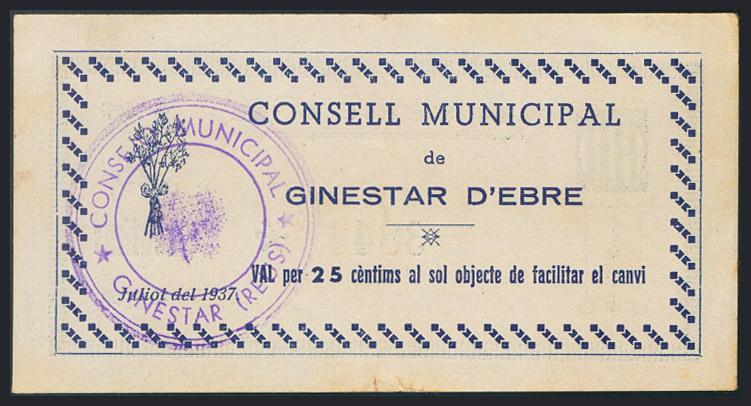 CONSELL MUNICIPAL
de
GINESTAR D'EBRE
VAL per 25 cèntims al sol objecte de facilitar el canvi
Juliol del 1937
CONSELL MUNICIPAL
GINESTAR (REUS)